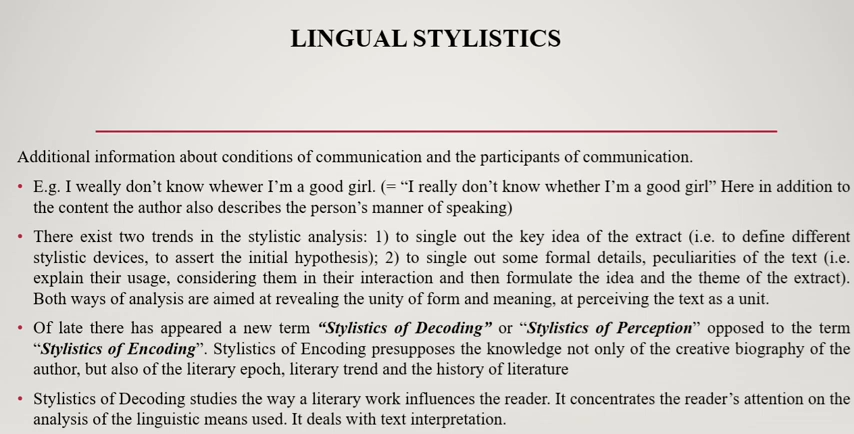 LINGUAL STYLISTICS
Additional information about conditions of communication and the participants of communication.
• E.g. I weally don’t know whewer I’m a good girl. (= “I really don’t know whether I’m a good girl” Here in addition to
the content the author also describes the person’s manner of speaking)
• There exist two trends in the stylistic analysis: 1) to single out the key idea of the extract (i.e. to define different
stylistic devices, to assert the initial hypothesis); 2) to single out some formal details, peculiarities of the text (i.e.
explain their usage, considering them in their interaction and then formulate the idea and the theme of the extract).
Both ways of analysis are aimed at revealing the unity of form and meaning, at perceiving the text as a unit.
• Of late there has appeared a new term “Stylistics of Decoding” or “Stylistics of Perception” opposed to the term
“Stylistics of Encoding”. Stylistics of Encoding presupposes the knowledge not only of the creative biography of the
author, but also of the literary epoch, literary trend and the history of literature
• Stylistics of Decoding studies the way a literary work influences the reader. It concentrates the reader’s attention on the
analysis of the linguistic means used. It deals with text interpretation.